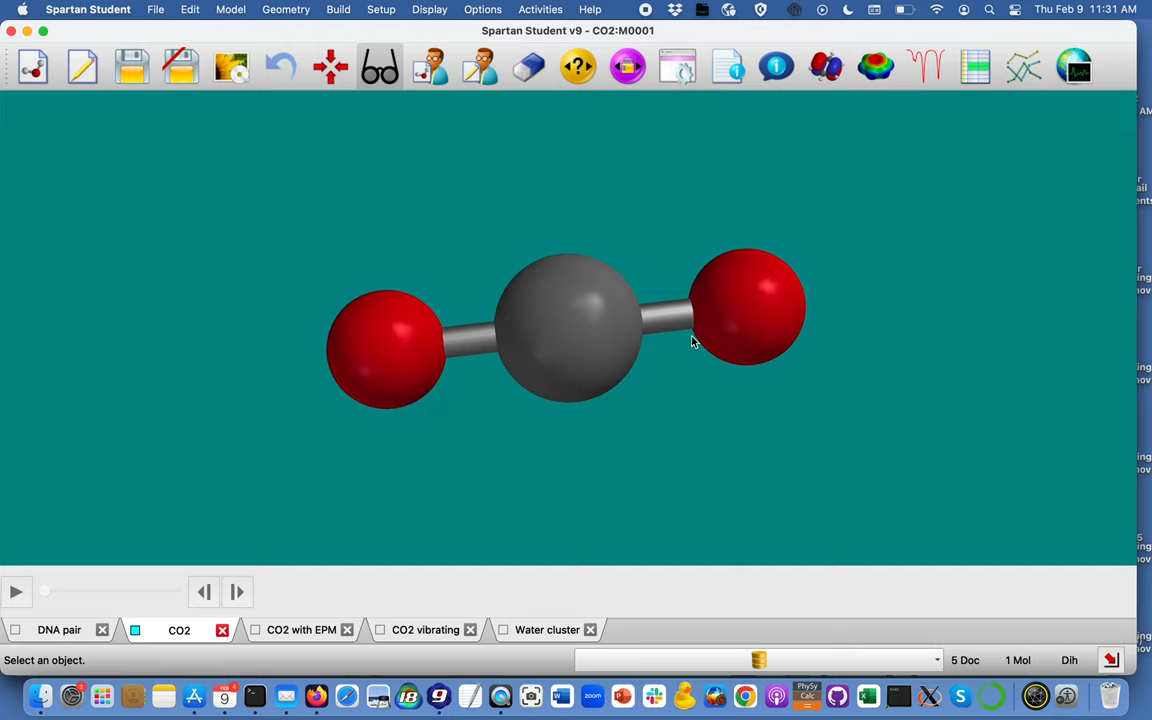 Spartan Student File Edit Model Geometry Build Setup Display Options Activities Help Thu Feb 9 11:31 AM
Spartan Student v9 - CO2:M0001
DNA pair CO2 CO2 with EPM CO2 vibrating Water cluster
Select an object. 5 Doc 1 Mol Dih